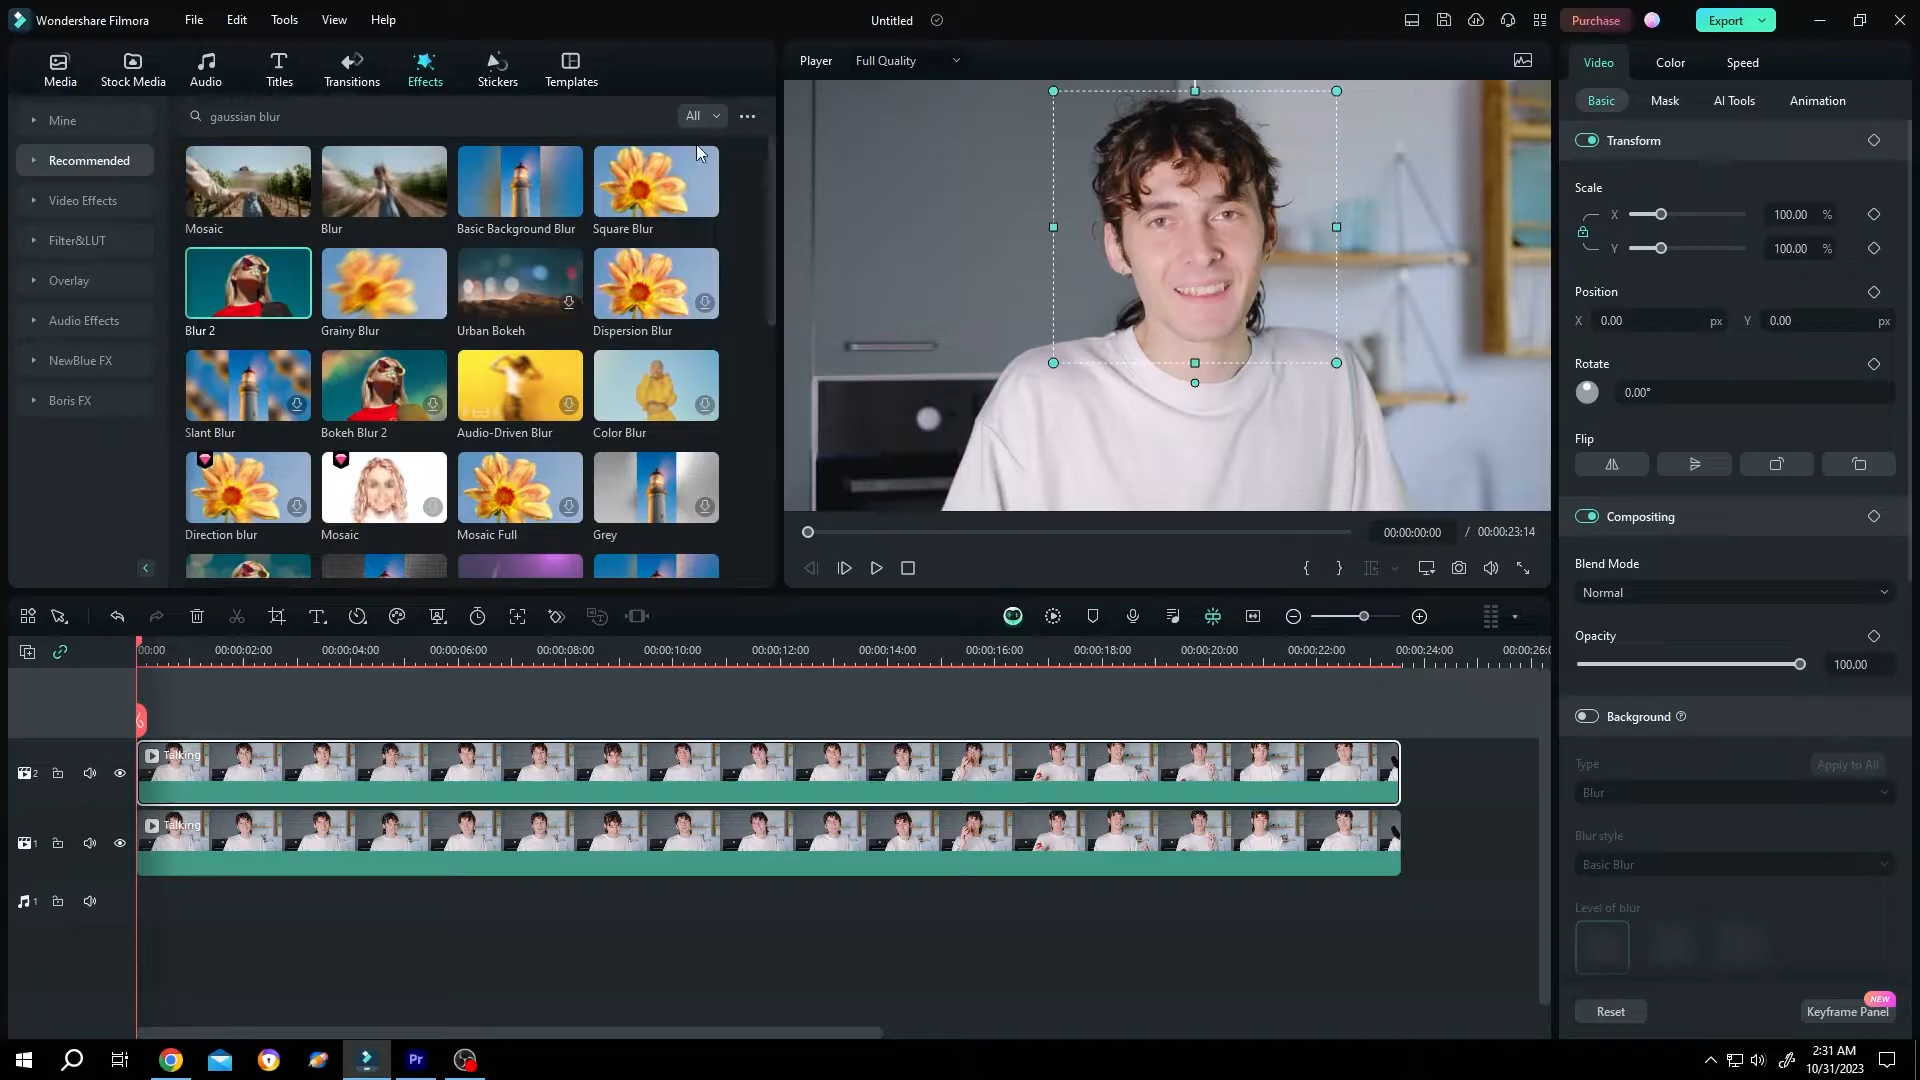 Wondershare Filmora
File Edit Tools View Help
Untitled
Purchase
Export
Media
Stock Media
Audio
Titles
Transitions
Effects
Stickers
Templates
Player
Full Quality
Video
Color
Speed
Basic
Mask
AI Tools
Animation
Mine
Recommended
Video Effects
Filter&LUT
Overlay
Audio Effects
NewBlue FX
Boris FX
gaussian blur
All
Mosaic
Blur
Basic Background Blur
Square Blur
Blur 2
Grainy Blur
Urban Bokeh
Dispersion Blur
Slant Blur
Bokeh Blur 2
Audio-Driven Blur
Color Blur
Direction blur
Mosaic
Mosaic Full
Grey
00:00:00:00 / 00:00:23:14
Transform
Scale
X 100.00 %
Y 100.00 %
Position
X 0.00 px Y 0.00 px
Rotate
0.00°
Flip
Compositing
Blend Mode
Normal
Opacity
100.00
Background
Type
Apply to All
Blur
Blur style
Basic Blur
Level of blur
Reset
NEW
Keyframe Panel
00:00 00:00:02:00 00:00:04:00 00:00:06:00 00:00:08:00 00:00:10:00 00:00:12:00 00:00:14:00 00:00:16:00 00:00:18:00 00:00:20:00 00:00:22:00 00:00:24:00 00:00:26:0
2
Talking
1
Talking
1
Pr
2:31 AM
10/31/2023